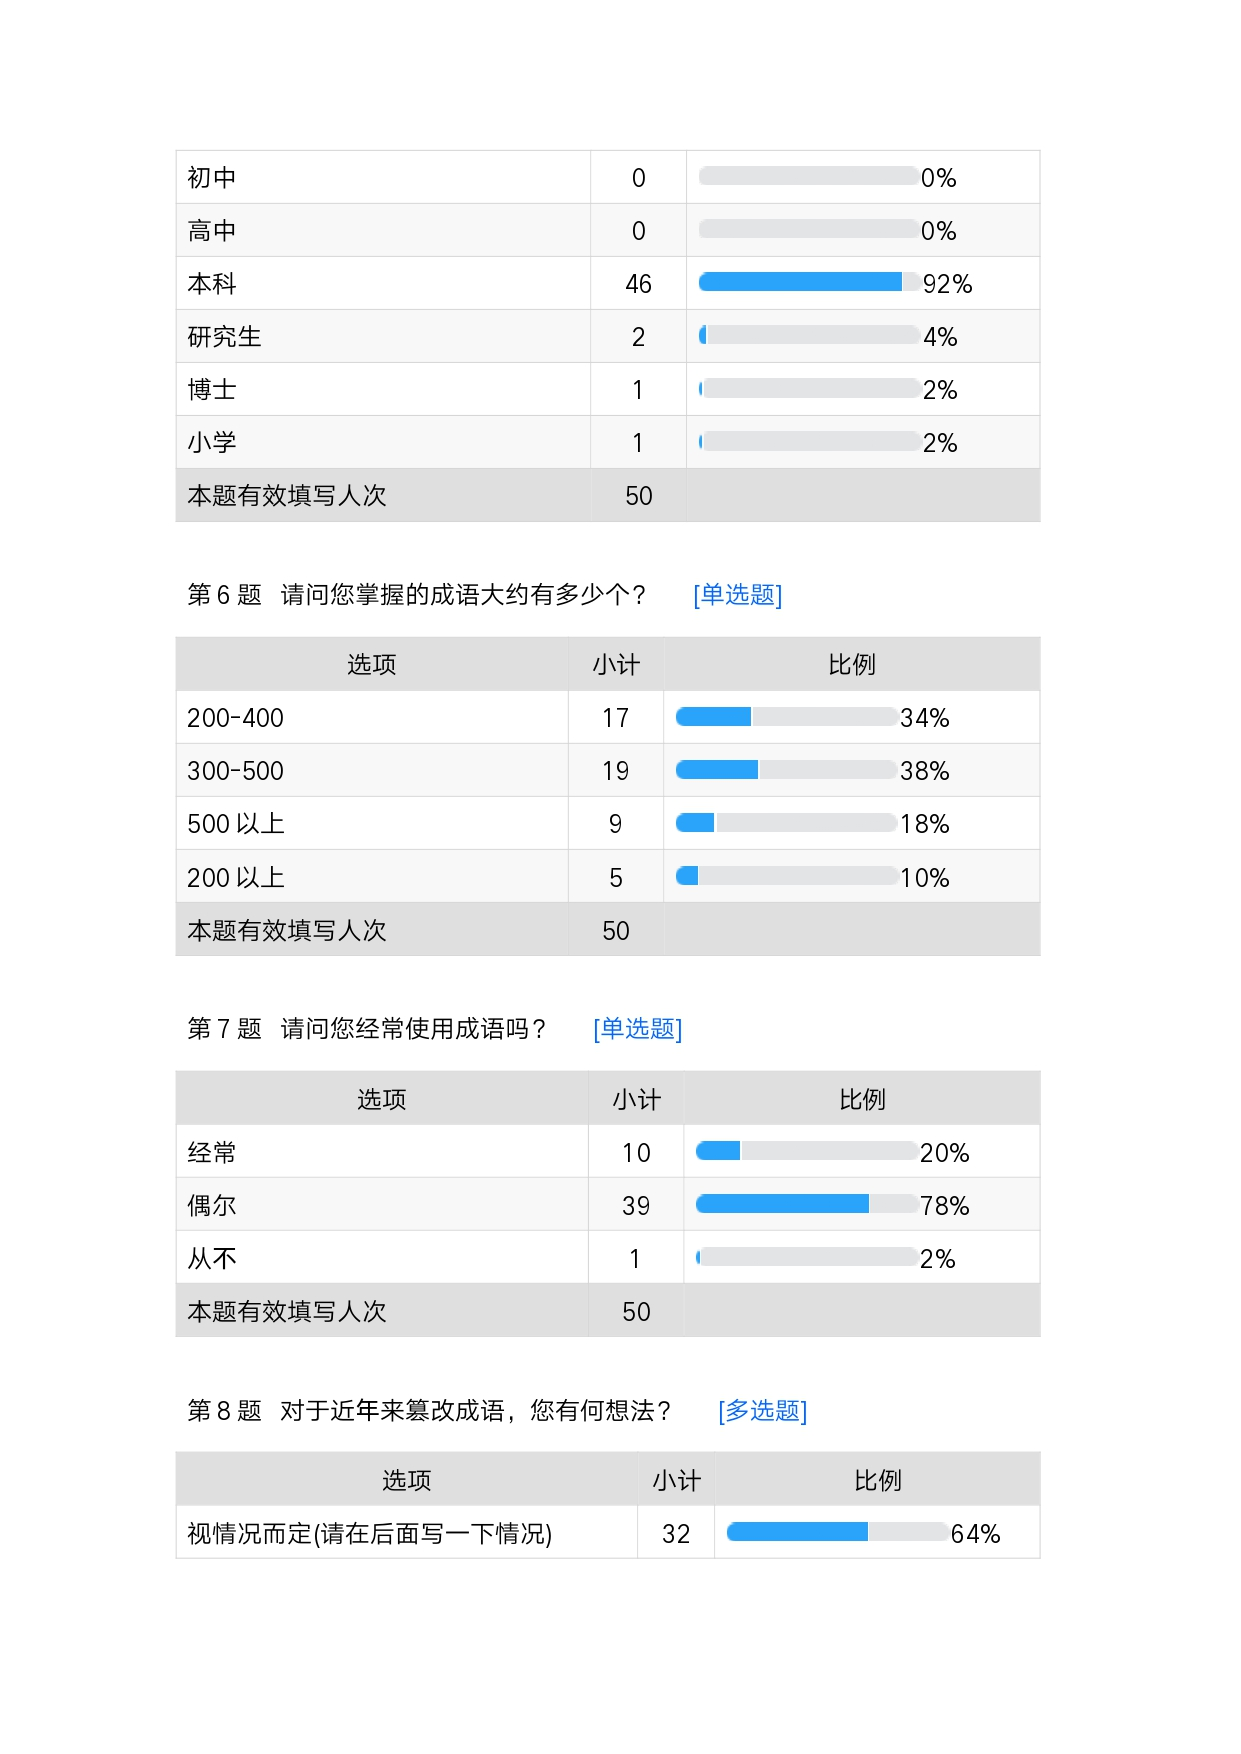 初中 0 0%
高中 0 0%
本科 46 92%
研究生 2 4%
博士 1 2%
小学 1 2%
本题有效填写人次 50
第 6 题 请问您掌握的成语大约有多少个？ [单选题]
选项 小计 比例
200-400 17 34%
300-500 19 38%
500 以上 9 18%
200 以上 5 10%
本题有效填写人次 50
第 7 题 请问您经常使用成语吗？ [单选题]
选项 小计 比例
经常 10 20%
偶尔 39 78%
从不 1 2%
本题有效填写人次 50
第 8 题 对于近年来篡改成语，您有何想法？ [多选题]
选项 小计 比例
视情况而定(请在后面写一下情况) 32 64%